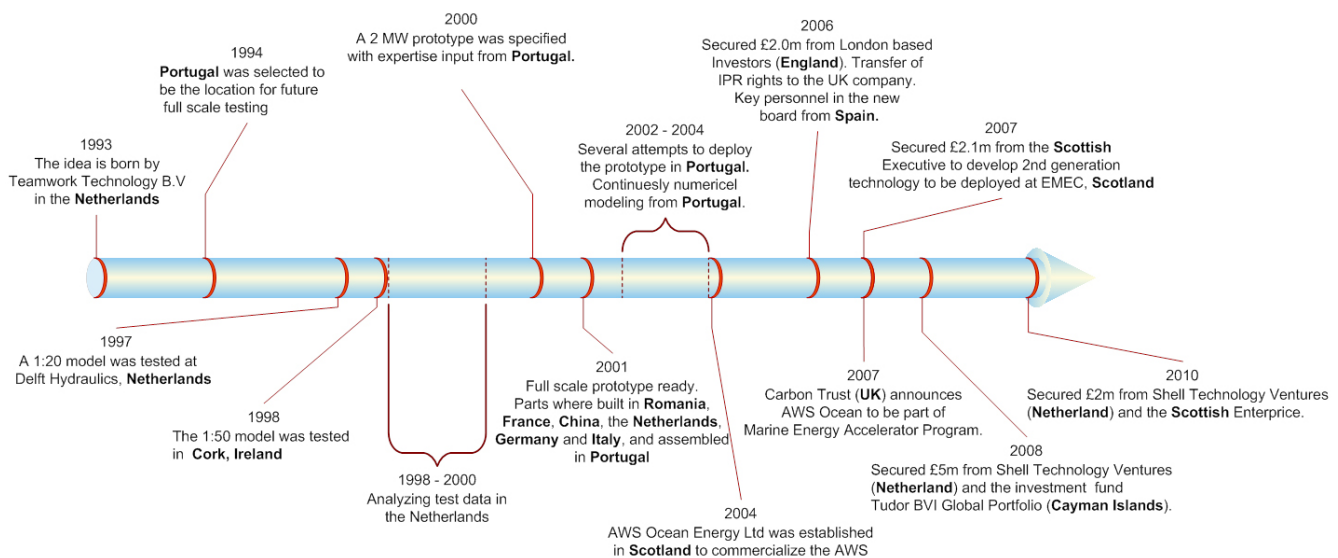 1993
The idea is born by
Teamwork Technology B.V
in the Netherlands
1994
Portugal was selected to
be the location for future
full scale testing
2000
A 2 MW prototype was specified
with expertise input from Portugal.
2002 - 2004
Several attempts to deploy
the prototype in Portugal.
Continuesly numericel
modeling from Portugal.
2006
Secured £2.0m from London based
Investors (England). Transfer of
IPR rights to the UK company.
Key personnel in the new
board from Spain.
2007
Secured £2.1m from the Scottish
Executive to develop 2nd generation
technology to be deployed at EMEC, Scotland
1997
A 1:20 model was tested at
Delft Hydraulics, Netherlands
1998
The 1:50 model was tested
in Cork, Ireland
1998 - 2000
Analyzing test data in
the Netherlands
2001
Full scale prototype ready.
Parts where built in Romania,
France, China, the Netherlands,
Germany and Italy, and assembled
in Portugal
2004
AWS Ocean Energy Ltd was established
in Scotland to commercialize the AWS
2007
Carbon Trust (UK) announces
AWS Ocean to be part of
Marine Energy Accelerator Program.
2008
Secured £5m from Shell Technology Ventures
(Netherland) and the investment fund
Tudor BVI Global Portfolio (Cayman Islands).
2010
Secured £2m from Shell Technology Ventures
(Netherland) and the Scottish Enterprice.